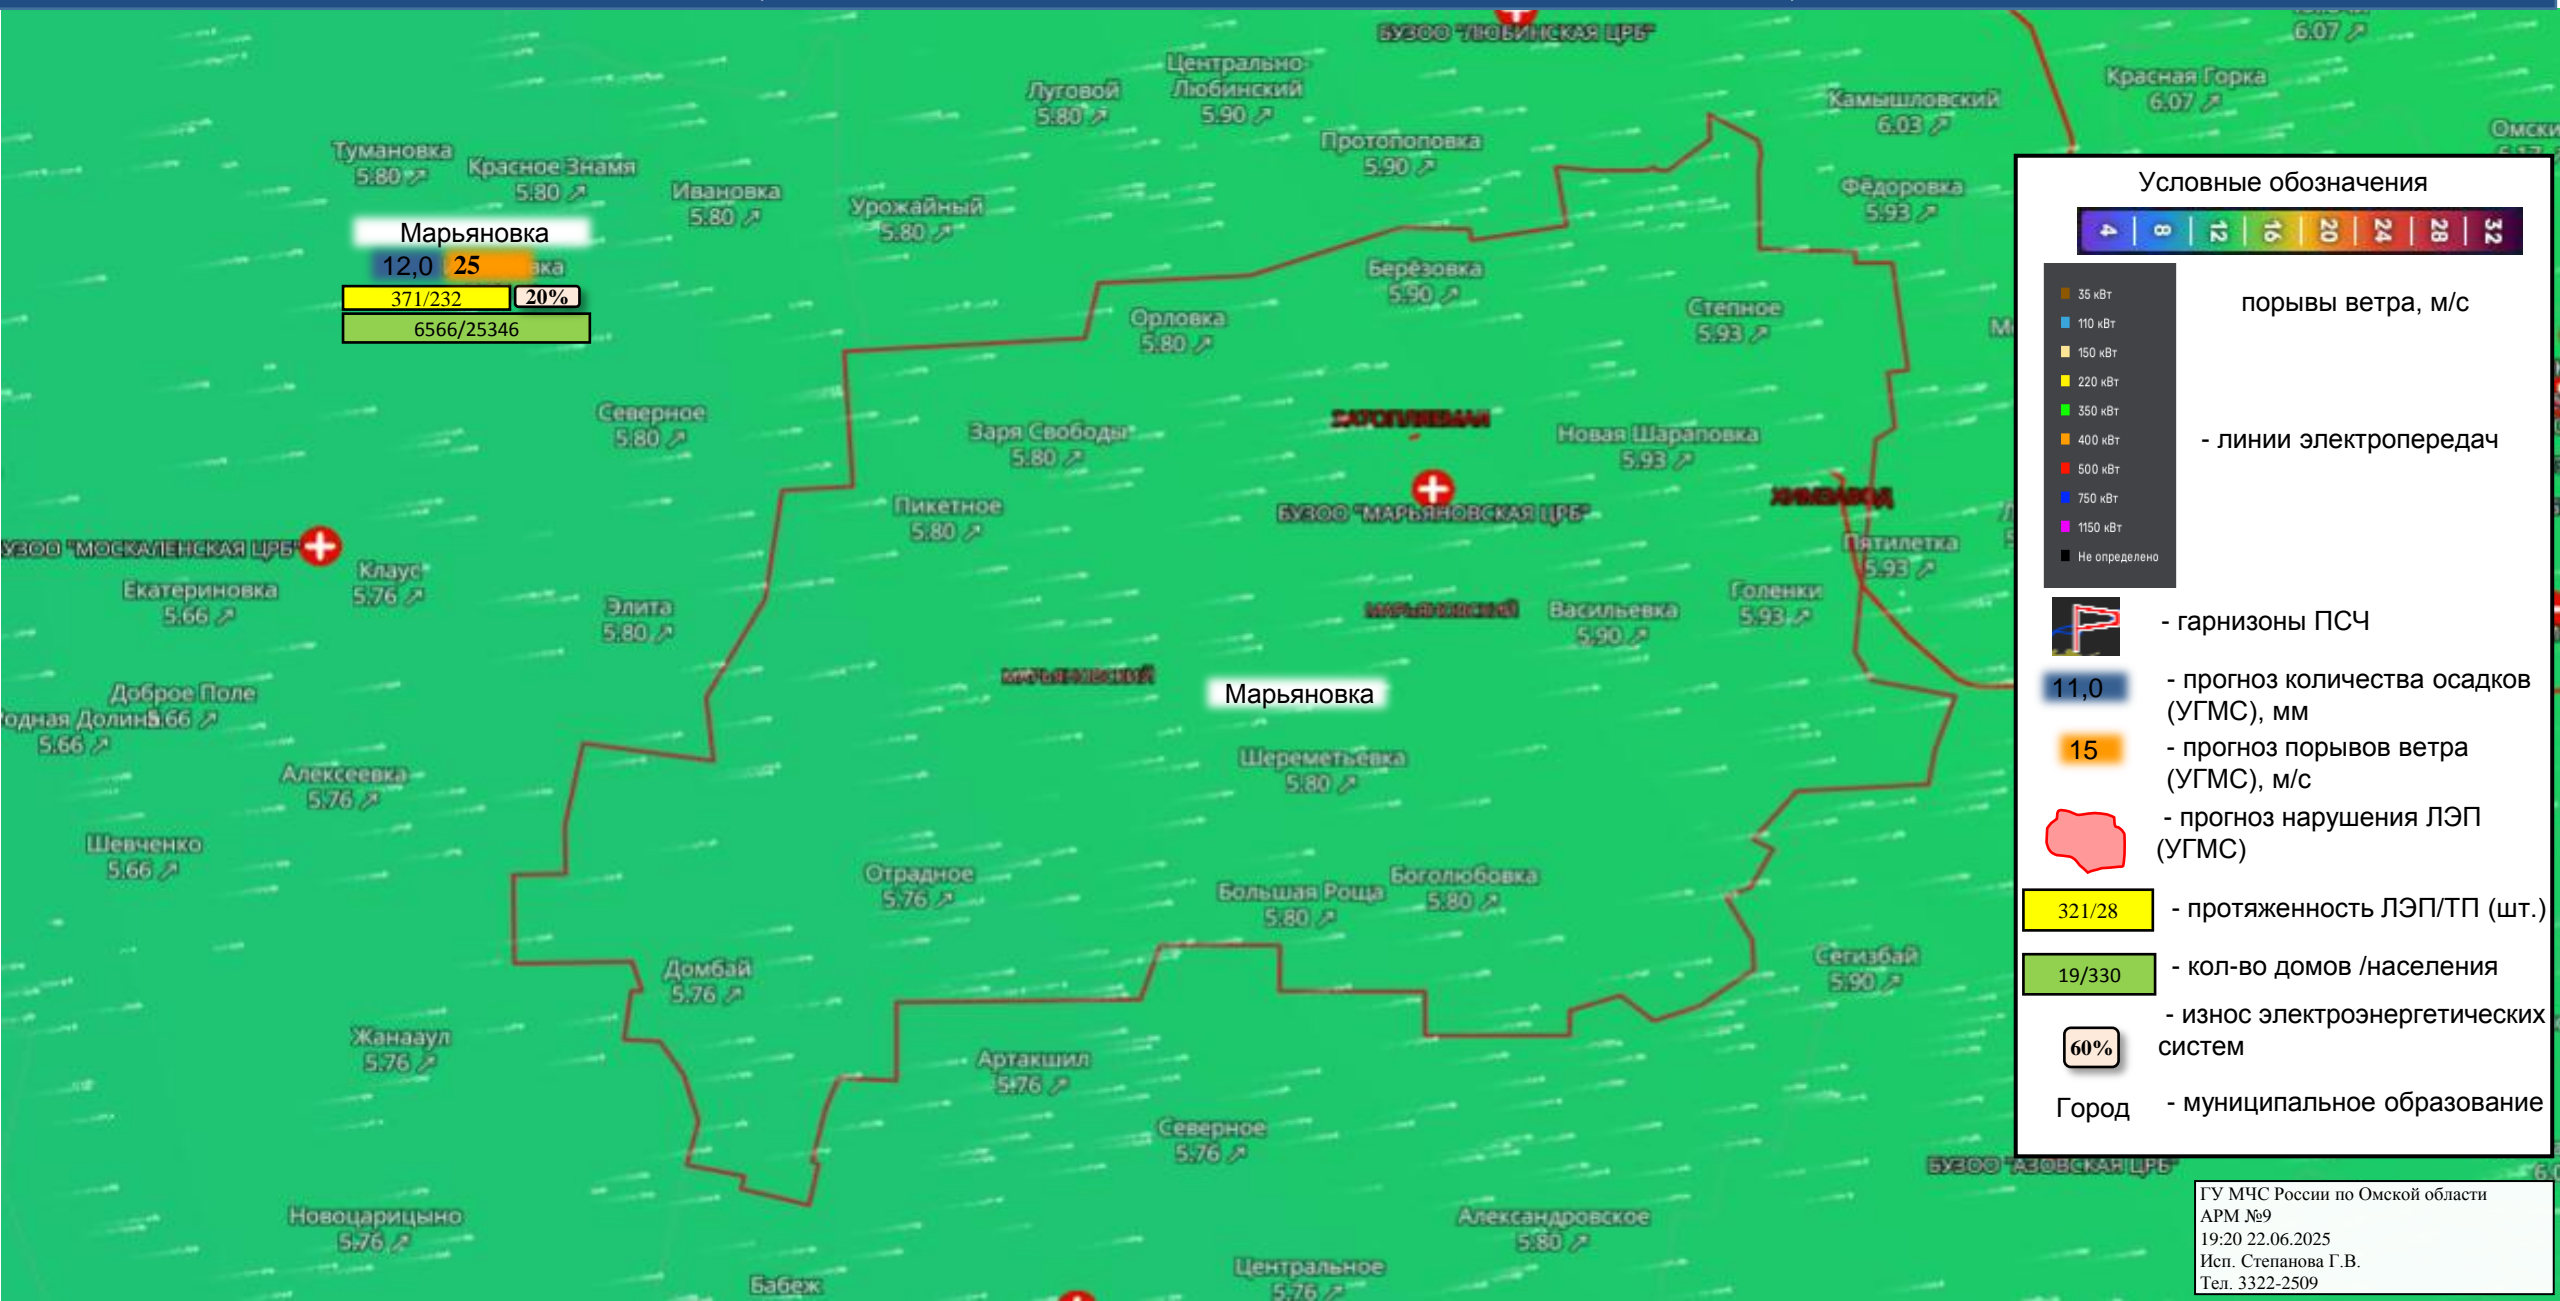 БУЗОО "ЛЮБИНСКАЯ ЦРБ"
6.07
Центрально-
Любинский
5.90
Луговой
5.80
Красная Горка
6.07
Камышловский
6.03
Протопоповка
5.90
Тумановка
5.80
Красное Знамя
5.80
Ивановка
5.80
Урожайный
5.80
Фёдоровка
5.93
Марьяновка
12,0 25 вка
371/232 20%
6566/25346
Берёзовка
5.90
Орловка
5.80
Степное
5.93
Северное
5.80
Заря Свободы
5.80
ЗАТОПЛЯЕМАЯ
Новая Шараповка
5.93
Пикетное
5.80
БУЗОО "МАРЬЯНОВСКАЯ ЦРБ"
ХИМЗАВОД
УЗОО "МОСКАЛЕНСКАЯ ЦРБ"
Клаус
5.76
Екатериновка
5.66
Элита
5.80
Пятилетка
5.93
Голенки
5.93
МАРЬЯНОВСКИЙ
Васильевка
5.90
МАРЬЯНОВСКИЙ
Марьяновка
Доброе Поле
5.66
одная Долина
5.66
Алексеевка
5.76
Шереметьевка
5.80
Шевченко
5.66
Отрадное
5.76
Большая Роща
5.80
Боголюбовка
5.80
Домбай
5.76
Сегизбай
5.90
Жанааул
5.76
Артакшил
5.76
Северное
5.76
БУЗОО "АЗОВСКАЯ ЦРБ"
Новоцарицыно
5.76
Александровское
5.80
Центральное
5.76
Бабеж
Омски
Условные обозначения
4 8 12 16 20 24 28 32
порывы ветра, м/с
35 кВт
110 кВт
150 кВт
220 кВт
350 кВт
400 кВт
500 кВт
750 кВт
1150 кВт
Не определено
- линии электропередач
- гарнизоны ПСЧ
11,0 - прогноз количества осадков
(УГМС), мм
15 - прогноз порывов ветра
(УГМС), м/с
- прогноз нарушения ЛЭП
(УГМС)
321/28 - протяженность ЛЭП/ТП (шт.)
19/330 - кол-во домов /населения
- износ электроэнергетических
60% систем
Город - муниципальное образование
ГУ МЧС России по Омской области
АРМ №9
19:20 22.06.2025
Исп. Степанова Г.В.
Тел. 3322-2509